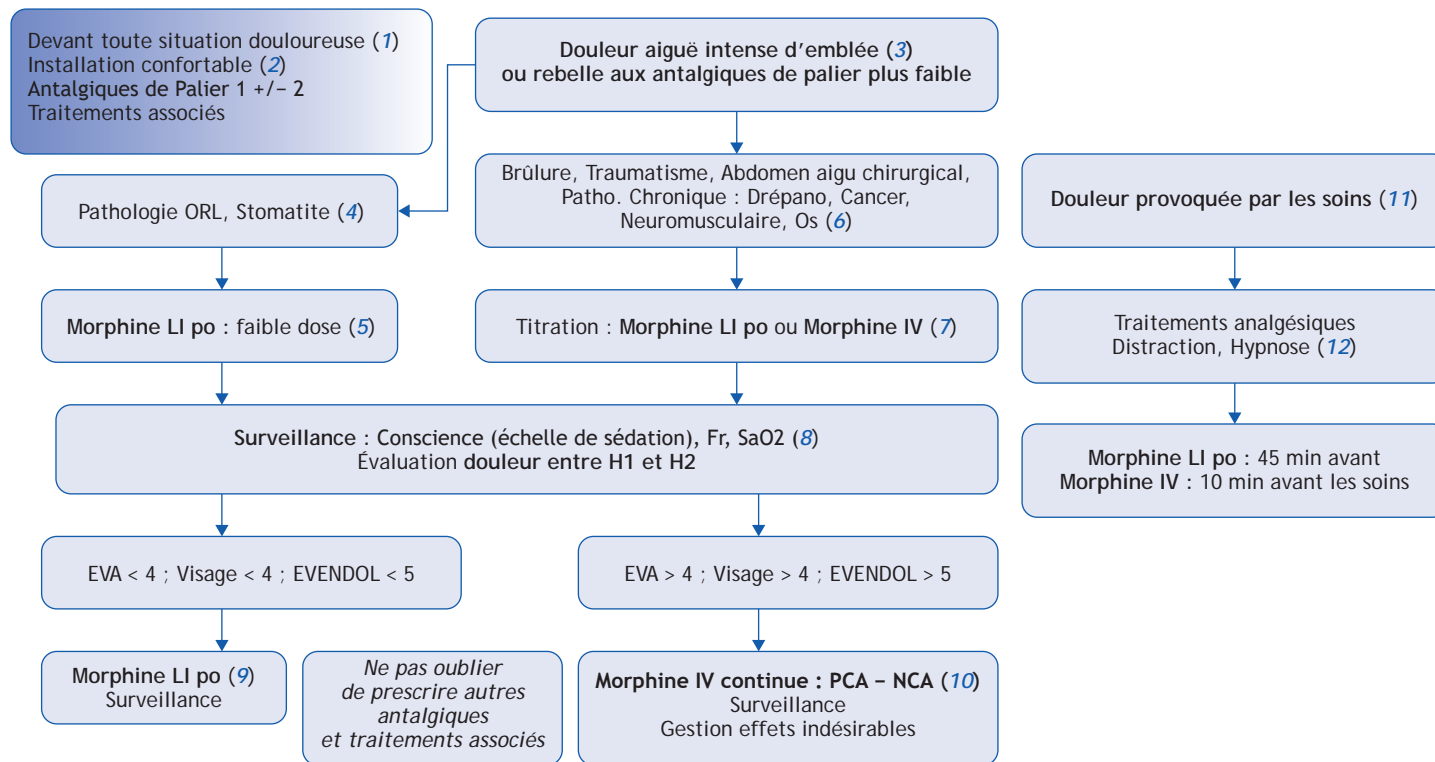 Devant toute situation douloureuse (1)
Installation confortable (2)
Antalgiques de Palier 1 +/− 2
Traitements associés
Douleur aiguë intense d’emblée (3)
ou rebelle aux antalgiques de palier plus faible
Pathologie ORL, Stomatite (4)
Brûlure, Traumatisme, Abdomen aigu chirurgical,
Patho. Chronique : Drépano, Cancer,
Neuromusculaire, Os (6)
Douleur provoquée par les soins (11)
Morphine LI po : faible dose (5)
Titration : Morphine LI po ou Morphine IV (7)
Traitements analgésiques
Distraction, Hypnose (12)
Surveillance : Conscience (échelle de sédation), Fr, SaO2 (8)
Évaluation douleur entre H1 et H2
Morphine LI po : 45 min avant
Morphine IV : 10 min avant les soins
EVA < 4 ; Visage < 4 ; EVENDOL < 5
EVA > 4 ; Visage > 4 ; EVENDOL > 5
Morphine LI po (9)
Surveillance
Ne pas oublier
de prescrire autres
antalgiques
et traitements associés
Morphine IV continue : PCA − NCA (10)
Surveillance
Gestion effets indésirables